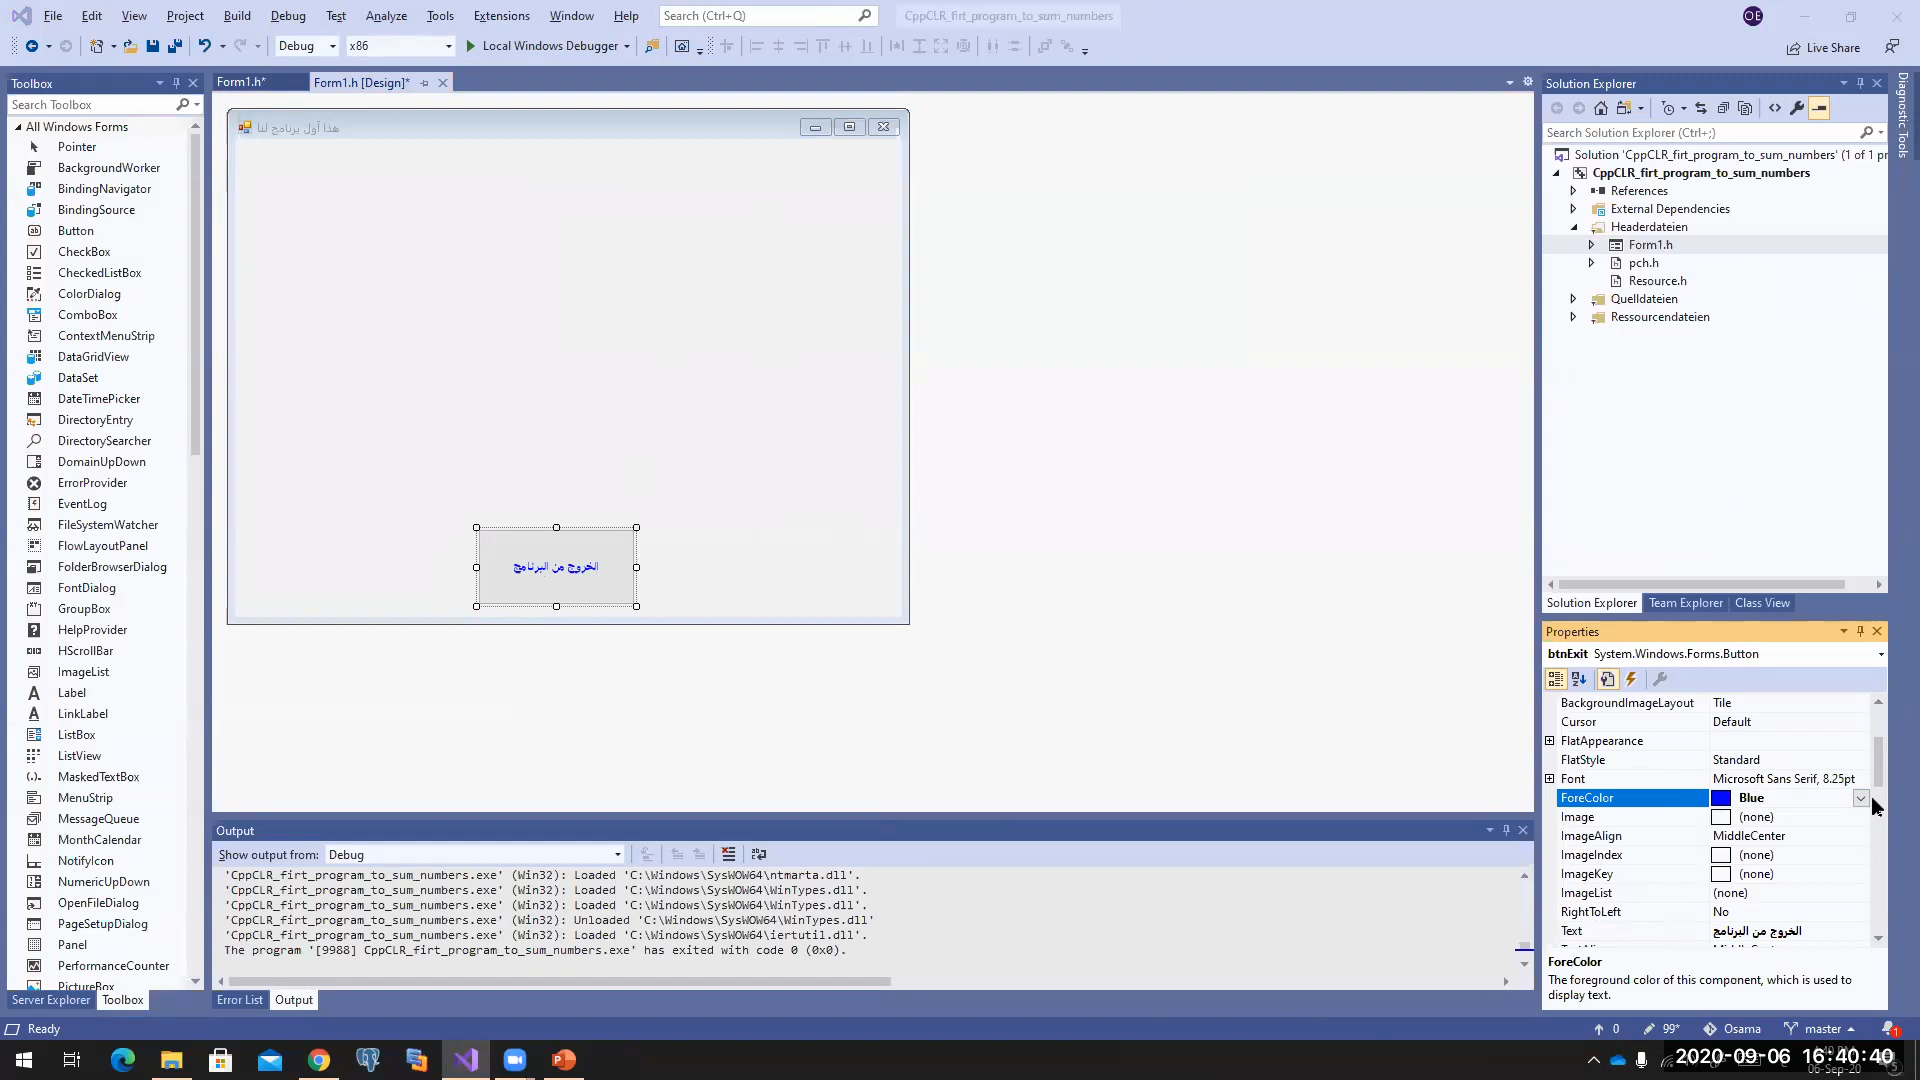 File Edit View Project Build Debug Test Analyze Tools Extensions Window Help Search (Ctrl+Q) CppCLR_firt_program_to_sum_numbers OE
Debug x86 Local Windows Debugger Live Share
Toolbox
Search Toolbox
All Windows Forms
Pointer
BackgroundWorker
BindingNavigator
BindingSource
Button
CheckBox
CheckedListBox
ColorDialog
ComboBox
ContextMenuStrip
DataGridView
DataSet
DateTimePicker
DirectoryEntry
DirectorySearcher
DomainUpDown
ErrorProvider
EventLog
FileSystemWatcher
FlowLayoutPanel
FolderBrowserDialog
FontDialog
GroupBox
HelpProvider
HScrollBar
ImageList
Label
LinkLabel
ListBox
ListView
MaskedTextBox
MenuStrip
MessageQueue
MonthCalendar
NotifyIcon
NumericUpDown
OpenFileDialog
PageSetupDialog
Panel
PerformanceCounter
PictureBox
Server Explorer Toolbox
Form1.h* Form1.h [Design]*
هذا أول برنامج لنا
الخروج من البرنامج
Output
Show output from: Debug
'CppCLR_firt_program_to_sum_numbers.exe' (Win32): Loaded 'C:\Windows\SysWOW64\ntmarta.dll'.
'CppCLR_firt_program_to_sum_numbers.exe' (Win32): Loaded 'C:\Windows\SysWOW64\WinTypes.dll'.
'CppCLR_firt_program_to_sum_numbers.exe' (Win32): Loaded 'C:\Windows\SysWOW64\WinTypes.dll'.
'CppCLR_firt_program_to_sum_numbers.exe' (Win32): Unloaded 'C:\Windows\SysWOW64\WinTypes.dll'
'CppCLR_firt_program_to_sum_numbers.exe' (Win32): Loaded 'C:\Windows\SysWOW64\iertutil.dll'.
The program '[9988] CppCLR_firt_program_to_sum_numbers.exe' has exited with code 0 (0x0).
Error List Output
Solution Explorer
Search Solution Explorer (Ctrl+;)
Solution 'CppCLR_firt_program_to_sum_numbers' (1 of 1 pr
CppCLR_firt_program_to_sum_numbers
References
External Dependencies
Headerdateien
Form1.h
pch.h
Resource.h
Quelldateien
Ressourcendateien
Solution Explorer Team Explorer Class View
Diagnostic Tools
Properties
btnExit System.Windows.Forms.Button
BackgroundImageLayout Tile
Cursor Default
FlatAppearance
FlatStyle Standard
Font Microsoft Sans Serif, 8.25pt
ForeColor Blue
Image (none)
ImageAlign MiddleCenter
ImageIndex (none)
ImageKey (none)
ImageList (none)
RightToLeft No
Text الخروج من البرنامج
ForeColor
The foreground color of this component, which is used to
display text.
Ready 0 99* Osama master 1
2020-09-06 16:40:40
06-Sep-20